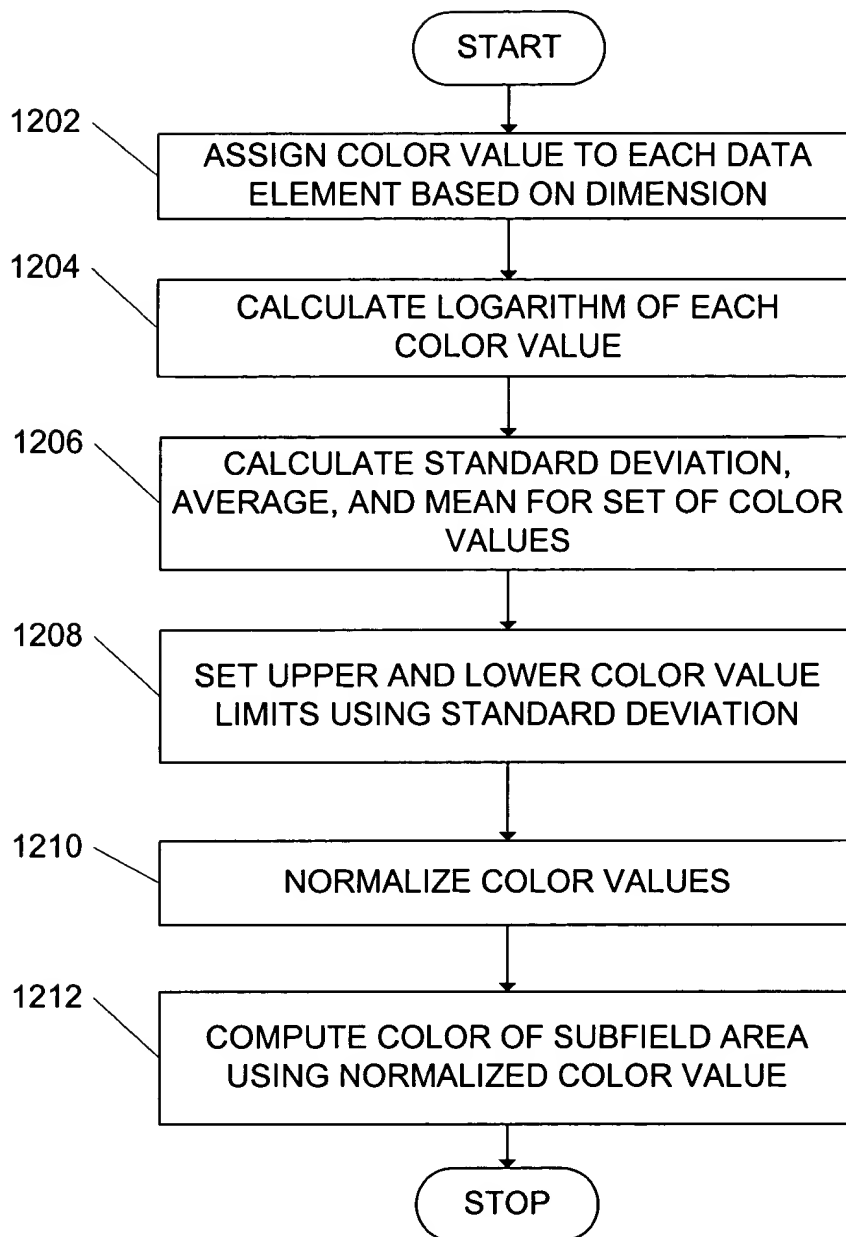 START
1202
ASSIGN COLOR VALUE TO EACH DATA
ELEMENT BASED ON DIMENSION
1204
CALCULATE LOGARITHM OF EACH
COLOR VALUE
1206
CALCULATE STANDARD DEVIATION,
AVERAGE, AND MEAN FOR SET OF COLOR
VALUES
1208
SET UPPER AND LOWER COLOR VALUE
LIMITS USING STANDARD DEVIATION
1210
NORMALIZE COLOR VALUES
1212
COMPUTE COLOR OF SUBFIELD AREA
USING NORMALIZED COLOR VALUE
STOP